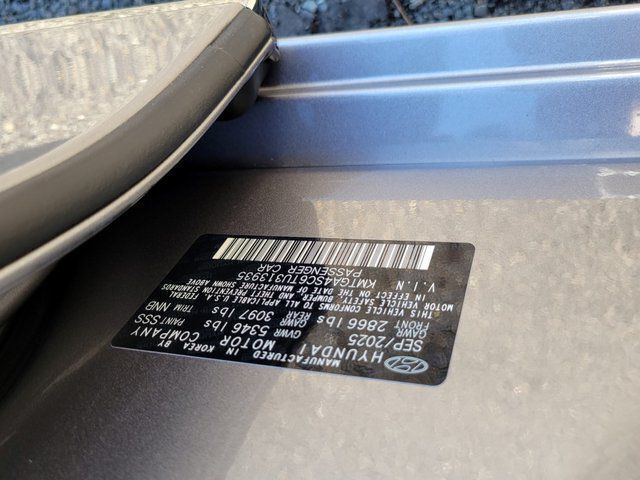 MANUFACTURED IN KOREA BY
HYUNDAI MOTOR COMPANY
SEP/2025 GVWR 5346 lbs PAINT SSS
GAWR FRONT 2866 lbs GAWR REAR 3097 lbs TRIM NNB
THIS VEHICLE CONFORMS TO ALL APPLICABLE U.S.A. FEDERAL
MOTOR VEHICLE SAFETY, BUMPER, AND THEFT PREVENTION STANDARDS
IN EFFECT ON THE DATE OF MANUFACTURE SHOWN ABOVE
V.I.N KMTGA4SC6TU313935
PASSENGER CAR